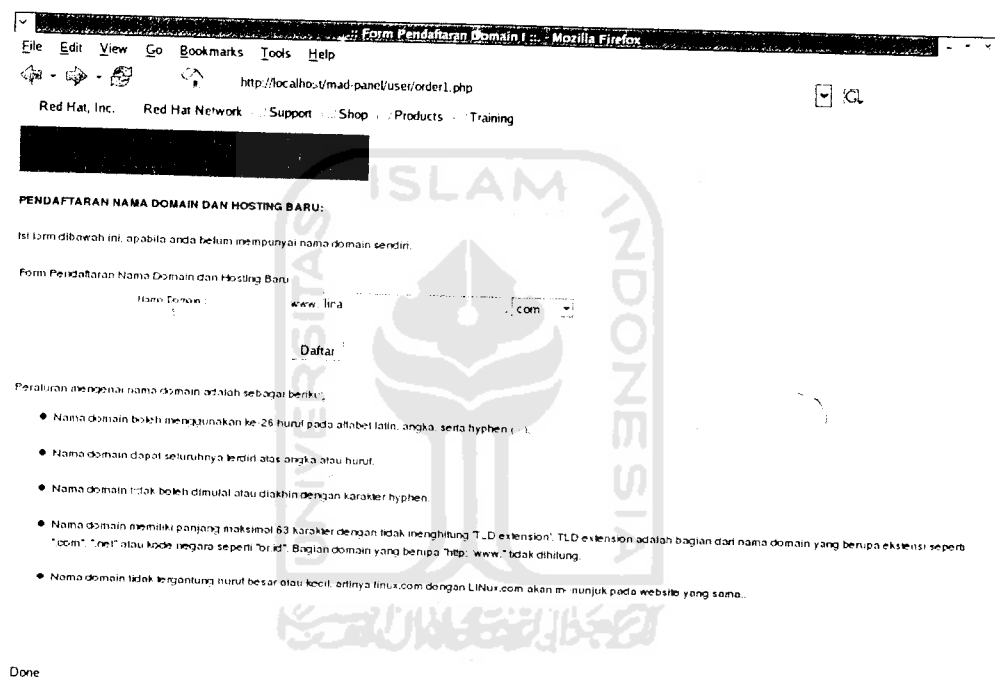 :: Form Pendaftaran Domain I :: - Mozilla Firefox
File Edit View Go Bookmarks Tools Help
http://localhost/mad-panel/user/order1.php
Red Hat, Inc. Red Hat Network Support Shop Products Training
PENDAFTARAN NAMA DOMAIN DAN HOSTING BARU:
Isi form dibawah ini, apabila anda belum mempunyai nama domain sendiri.
Form Pendaftaran Nama Domain dan Hosting Baru
Nama Domain : www. lina . com
Daftar
Peraturan mengenai nama domain adalah sebagai berikut:
● Nama domain boleh menggunakan ke-26 huruf pada alfabet latin, angka, serta hyphen ( - ).
● Nama domain dapat seluruhnya terdiri atas angka atau huruf.
● Nama domain tidak boleh dimulai atau diakhiri dengan karakter hyphen.
● Nama domain memiliki panjang maksimal 63 karakter dengan tidak menghitung "TLD extension". TLD extension adalah bagian dari nama domain yang berupa ekstensi seperti
".com", ".net" atau kode negara seperti "or.id". Bagian domain yang berupa "http: www." tidak dihitung.
● Nama domain tidak tergantung huruf besar atau kecil, artinya linux.com dengan LINux.com akan menunjuk pada website yang sama..
Done
ISLAM
UNIVERSITAS
INDONESIA